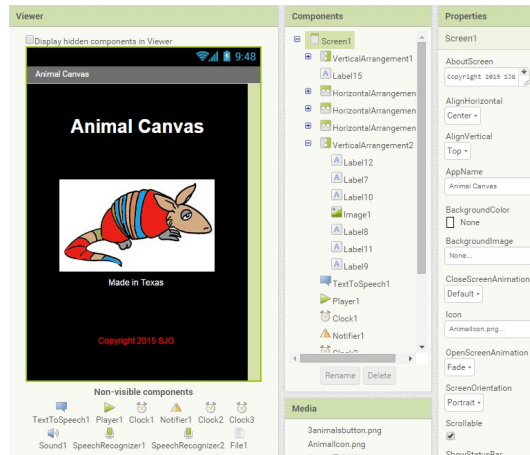 Viewer
Display hidden components in Viewer
9:48
Animal Canvas
Animal Canvas
Made in Texas
Copyright 2015 SJG
Non-visible components
TextToSpeech1 Player1 Clock1 Notifier1 Clock2 Clock3
Sound1 SpeechRecognizer1 SpeechRecognizer2 File1
Components
Screen1
VerticalArrangement1
Label15
HorizontalArrangemen
HorizontalArrangemen
HorizontalArrangemen
VerticalArrangement2
Label12
Label7
Label10
Image1
Label8
Label11
Label9
TextToSpeech1
Player1
Clock1
Notifier1
Clock2
Rename Delete
Media
3animalsbutton.png
AnimalIcon.png
Properties
Screen1
AboutScreen
Copyright 2015 SJG
AlignHorizontal
Center
AlignVertical
Top
AppName
Animal Canvas
BackgroundColor
None
BackgroundImage
None...
CloseScreenAnimation
Default
Icon
AnimalIcon.png...
OpenScreenAnimation
Fade
ScreenOrientation
Portrait
Scrollable
ShowStatusBar